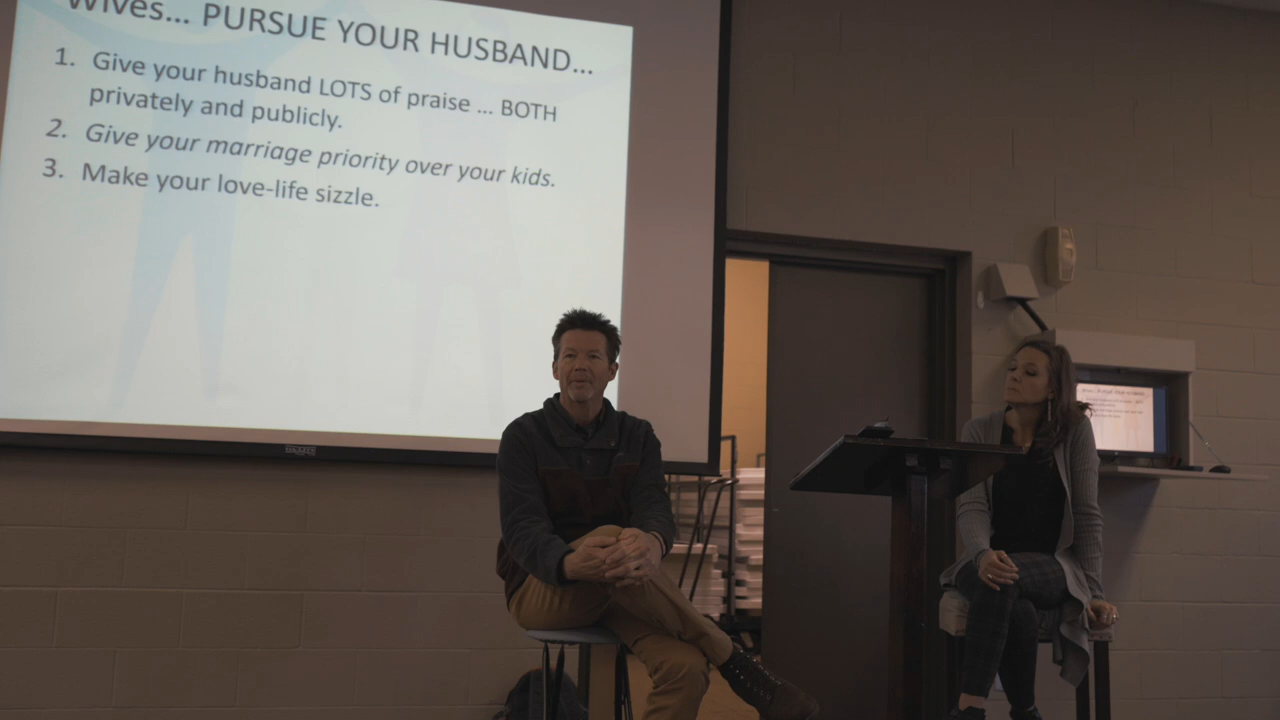 Wives... PURSUE YOUR HUSBAND...
1. Give your husband LOTS of praise ... BOTH
privately and publicly.
2. Give your marriage priority over your kids.
3. Make your love-life sizzle.